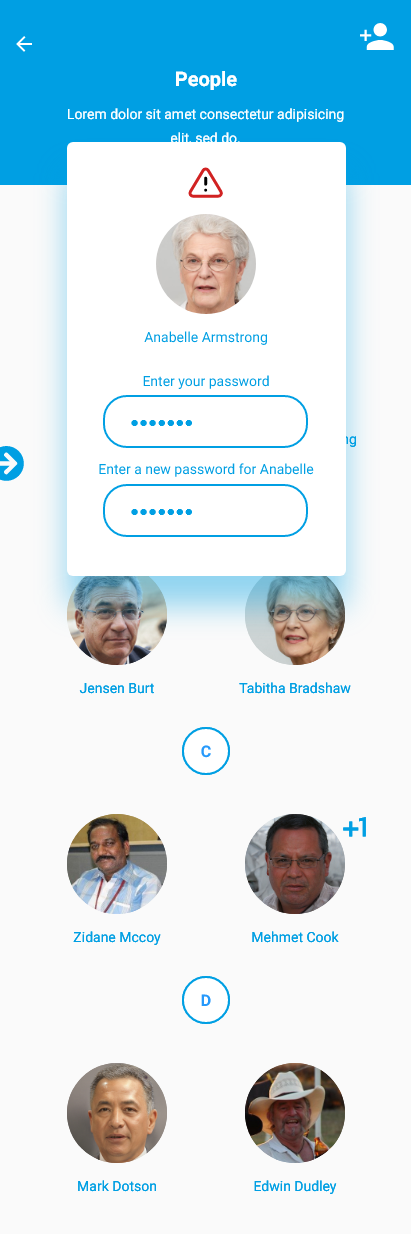 People
Lorem dolor sit amet consectetur adipisicing
elit, sed do.
Anabelle Armstrong
Enter your password
•••••••
ng
Enter a new password for Anabelle
•••••••
Jensen Burt
Tabitha Bradshaw
C
+1
Zidane Mccoy
Mehmet Cook
D
Mark Dotson
Edwin Dudley